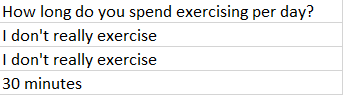 How long do you spend exercising per day?
I don't really exercise
I don't really exercise
30 minutes